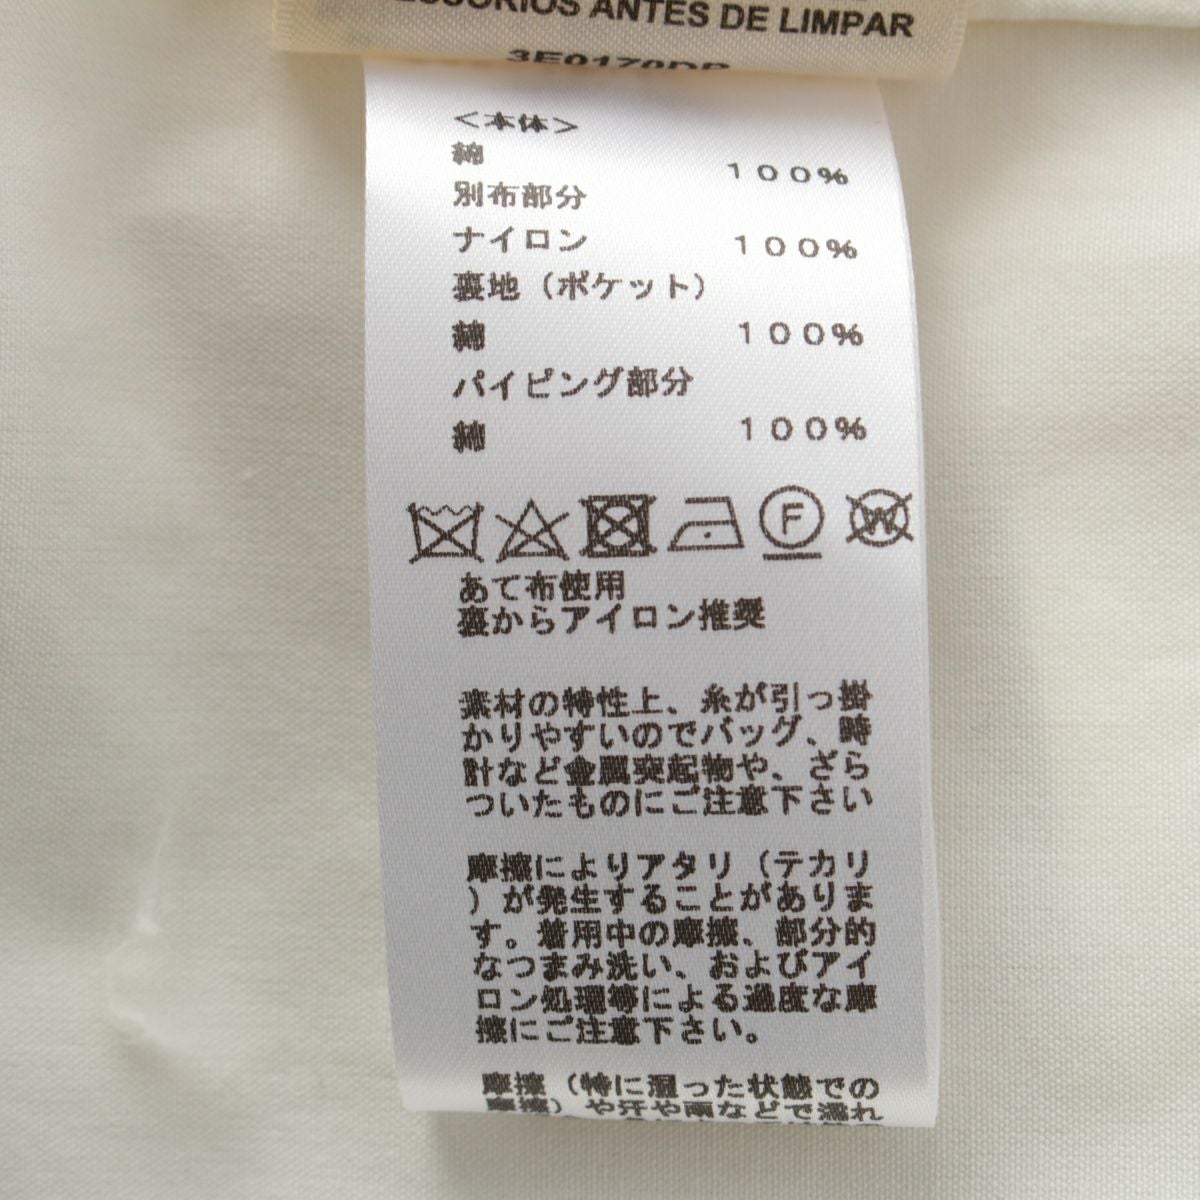 ESSÓRIOS ANTES DE LIMPAR
3E0170DP
＜本体＞
綿 １００％
別布部分
ナイロン １００％
裏地（ポケット）
綿 １００％
パイピング部分
綿 １００％
F W
あて布使用
裏からアイロン推奨
素材の特性上、糸が引っ掛
かりやすいのでバッグ、時
計など金属突起物や、ざら
ついたものにご注意下さい
摩擦によりアタリ（テカリ
）が発生することがありま
す。着用中の摩擦、部分的
なつまみ洗い、およびアイ
ロン処理等による過度な摩
擦にご注意下さい。
摩擦（特に湿った状態での
摩擦）や汗や雨などで濡れ